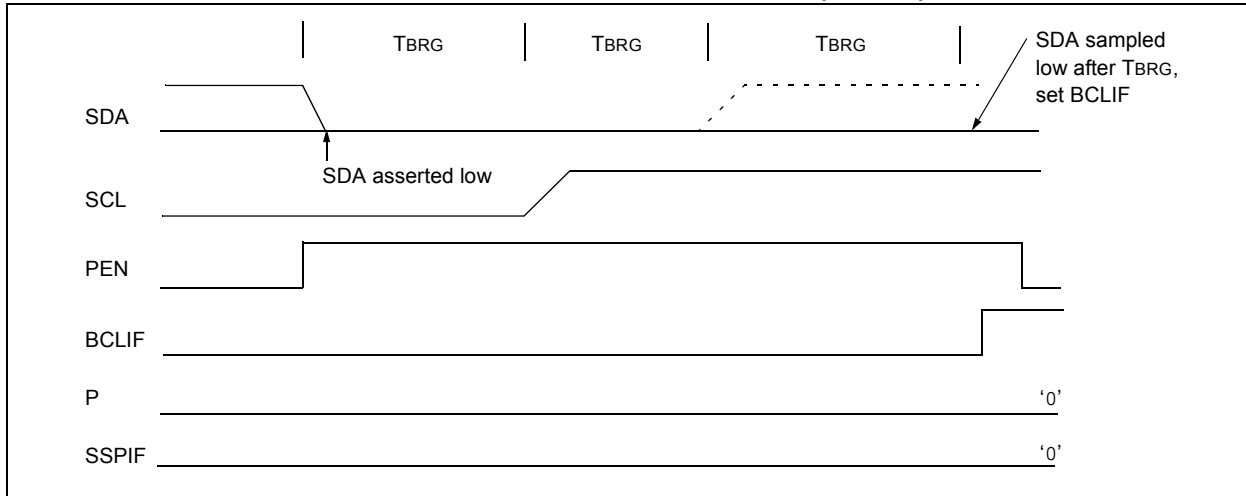 TBRG TBRG TBRG
SDA sampled
low after TBRG,
set BCLIF
SDA
SDA asserted low
SCL
PEN
BCLIF
P
‘0’
SSPIF
‘0’